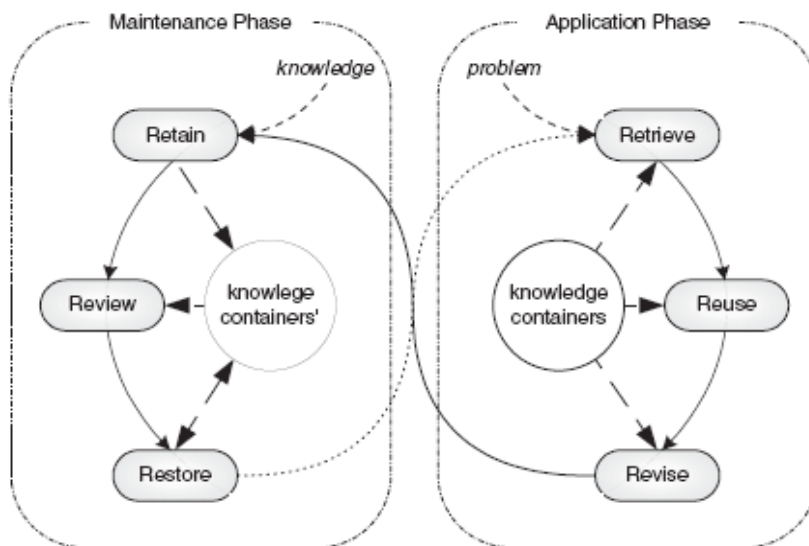 Maintenance Phase
Application Phase
knowledge
problem
Retain
Retrieve
Review
knowlege
containers'
knowledge
containers
Reuse
Restore
Revise